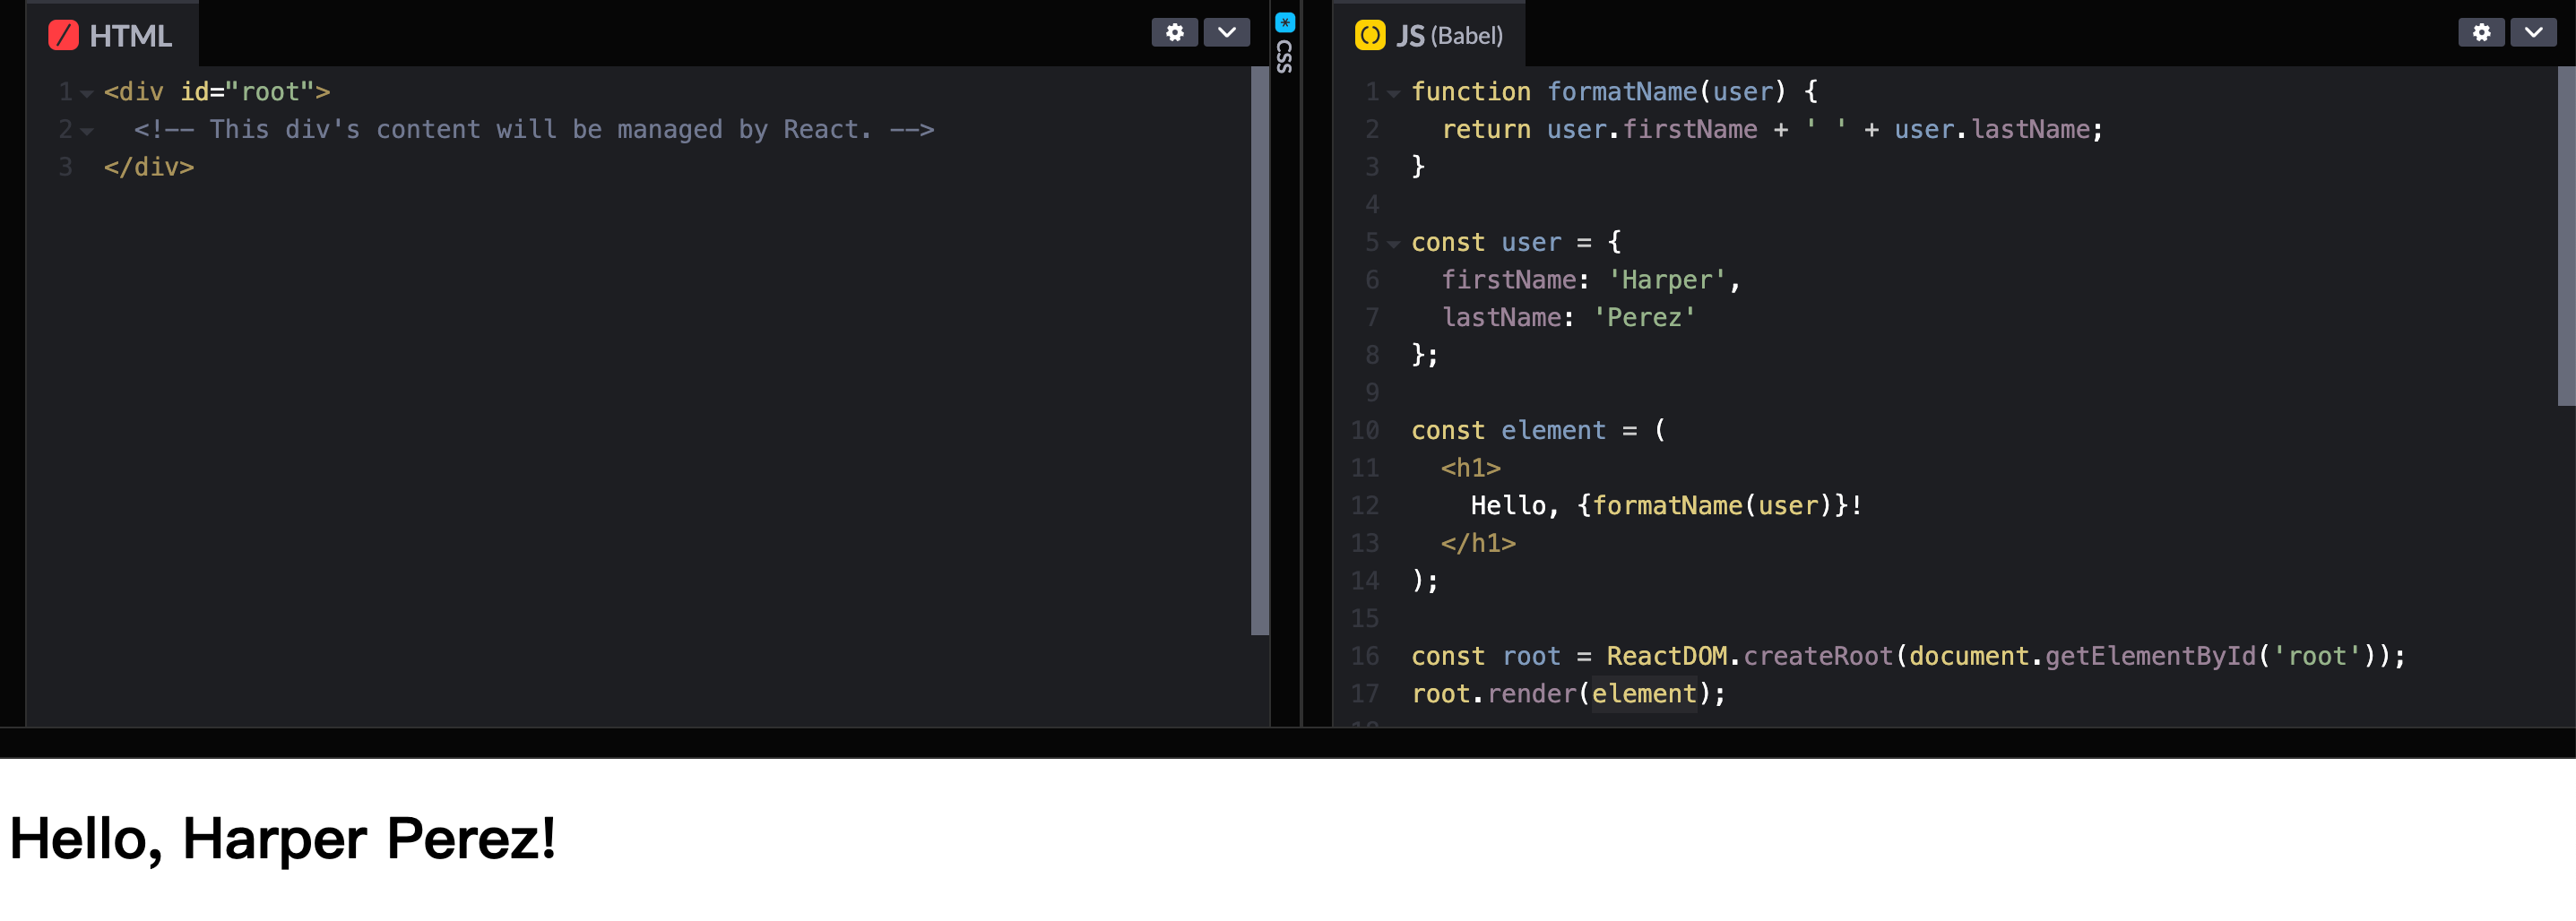 HTML
1 <div id="root">
2   <!-- This div's content will be managed by React. -->
3 </div>
* CSS
JS (Babel)
1 function formatName(user) {
2   return user.firstName + ' ' + user.lastName;
3 }
4
5 const user = {
6   firstName: 'Harper',
7   lastName: 'Perez'
8 };
9
10 const element = (
11   <h1>
12     Hello, {formatName(user)}!
13   </h1>
14 );
15
16 const root = ReactDOM.createRoot(document.getElementById('root'));
17 root.render(element);
Hello, Harper Perez!